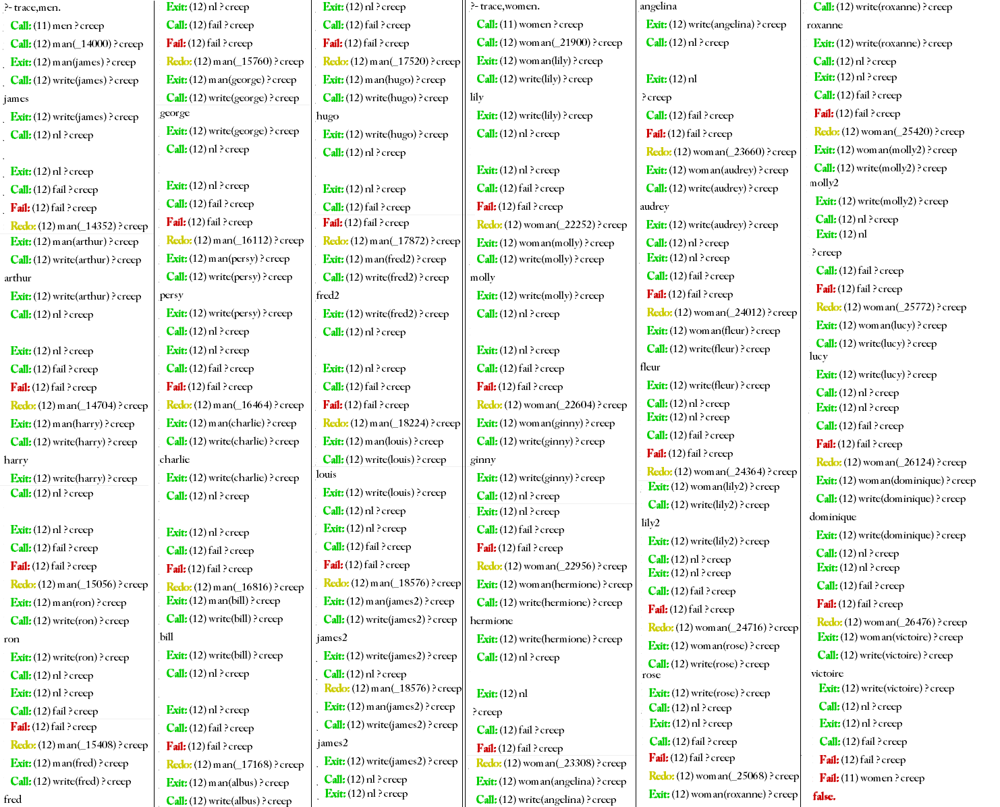 ?- trace,men.
Call: (11) men ? creep
Call: (12) man(_14000) ? creep
Exit: (12) man(james) ? creep
Call: (12) write(james) ? creep
james
Exit: (12) write(james) ? creep
Call: (12) nl ? creep
Exit: (12) nl ? creep
Call: (12) fail ? creep
Fail: (12) fail ? creep
Redo: (12) man(_14352) ? creep
Exit: (12) man(arthur) ? creep
Call: (12) write(arthur) ? creep
arthur
Exit: (12) write(arthur) ? creep
Call: (12) nl ? creep
Exit: (12) nl ? creep
Call: (12) fail ? creep
Fail: (12) fail ? creep
Redo: (12) man(_14704) ? creep
Exit: (12) man(harry) ? creep
Call: (12) write(harry) ? creep
harry
Exit: (12) write(harry) ? creep
Call: (12) nl ? creep
Exit: (12) nl ? creep
Call: (12) fail ? creep
Fail: (12) fail ? creep
Redo: (12) man(_15056) ? creep
Exit: (12) man(ron) ? creep
Call: (12) write(ron) ? creep
ron
Exit: (12) write(ron) ? creep
Call: (12) nl ? creep
Exit: (12) nl ? creep
Call: (12) fail ? creep
Fail: (12) fail ? creep
Redo: (12) man(_15408) ? creep
Exit: (12) man(fred) ? creep
Call: (12) write(fred) ? creep
fred
Exit: (12) nl ? creep
Call: (12) fail ? creep
Fail: (12) fail ? creep
Redo: (12) man(_15760) ? creep
Exit: (12) man(george) ? creep
Call: (12) write(george) ? creep
george
Exit: (12) write(george) ? creep
Call: (12) nl ? creep
Exit: (12) nl ? creep
Call: (12) fail ? creep
Fail: (12) fail ? creep
Redo: (12) man(_16112) ? creep
Exit: (12) man(persy) ? creep
Call: (12) write(persy) ? creep
persy
Exit: (12) write(persy) ? creep
Call: (12) nl ? creep
Exit: (12) nl ? creep
Call: (12) fail ? creep
Fail: (12) fail ? creep
Redo: (12) man(_16464) ? creep
Exit: (12) man(charlie) ? creep
Call: (12) write(charlie) ? creep
charlie
Exit: (12) write(charlie) ? creep
Call: (12) nl ? creep
Exit: (12) nl ? creep
Call: (12) fail ? creep
Fail: (12) fail ? creep
Redo: (12) man(_16816) ? creep
Exit: (12) man(bill) ? creep
Call: (12) write(bill) ? creep
bill
Exit: (12) write(bill) ? creep
Call: (12) nl ? creep
Exit: (12) nl ? creep
Call: (12) fail ? creep
Fail: (12) fail ? creep
Redo: (12) man(_17168) ? creep
Exit: (12) man(albus) ? creep
Call: (12) write(albus) ? creep
Exit: (12) nl ? creep
Call: (12) fail ? creep
Fail: (12) fail ? creep
Redo: (12) man(_17520) ? creep
Exit: (12) man(hugo) ? creep
Call: (12) write(hugo) ? creep
hugo
Exit: (12) write(hugo) ? creep
Call: (12) nl ? creep
Exit: (12) nl ? creep
Call: (12) fail ? creep
Fail: (12) fail ? creep
Redo: (12) man(_17872) ? creep
Exit: (12) man(fred2) ? creep
Call: (12) write(fred2) ? creep
fred2
Exit: (12) write(fred2) ? creep
Call: (12) nl ? creep
Exit: (12) nl ? creep
Call: (12) fail ? creep
Fail: (12) fail ? creep
Redo: (12) man(_18224) ? creep
Exit: (12) man(louis) ? creep
Call: (12) write(louis) ? creep
louis
Exit: (12) write(louis) ? creep
Call: (12) nl ? creep
Exit: (12) nl ? creep
Call: (12) fail ? creep
Fail: (12) fail ? creep
Redo: (12) man(_18576) ? creep
Exit: (12) man(james2) ? creep
Call: (12) write(james2) ? creep
james2
Exit: (12) write(james2) ? creep
Call: (12) nl ? creep
Redo: (12) man(_18576) ? creep
Exit: (12) man(james2) ? creep
Call: (12) write(james2) ? creep
james2
Exit: (12) write(james2) ? creep
Call: (12) nl ? creep
Exit: (12) nl ? creep
?- trace,women.
Call: (11) women ? creep
Call: (12) woman(_21900) ? creep
Exit: (12) woman(lily) ? creep
Call: (12) write(lily) ? creep
lily
Exit: (12) write(lily) ? creep
Call: (12) nl ? creep
Exit: (12) nl ? creep
Call: (12) fail ? creep
Fail: (12) fail ? creep
Redo: (12) woman(_22252) ? creep
Exit: (12) woman(molly) ? creep
Call: (12) write(molly) ? creep
molly
Exit: (12) write(molly) ? creep
Call: (12) nl ? creep
Exit: (12) nl ? creep
Call: (12) fail ? creep
Fail: (12) fail ? creep
Redo: (12) woman(_22604) ? creep
Exit: (12) woman(ginny) ? creep
Call: (12) write(ginny) ? creep
ginny
Exit: (12) write(ginny) ? creep
Call: (12) nl ? creep
Exit: (12) nl ? creep
Call: (12) fail ? creep
Fail: (12) fail ? creep
Redo: (12) woman(_22956) ? creep
Exit: (12) woman(hermione) ? creep
Call: (12) write(hermione) ? creep
hermione
Exit: (12) write(hermione) ? creep
Call: (12) nl ? creep
Exit: (12) nl
? creep
Call: (12) fail ? creep
Fail: (12) fail ? creep
Redo: (12) woman(_23308) ? creep
Exit: (12) woman(angelina) ? creep
Call: (12) write(angelina) ? creep
angelina
Exit: (12) write(angelina) ? creep
Call: (12) nl ? creep
Exit: (12) nl
? creep
Call: (12) fail ? creep
Fail: (12) fail ? creep
Redo: (12) woman(_23660) ? creep
Exit: (12) woman(audrey) ? creep
Call: (12) write(audrey) ? creep
audrey
Exit: (12) write(audrey) ? creep
Call: (12) nl ? creep
Exit: (12) nl ? creep
Call: (12) fail ? creep
Fail: (12) fail ? creep
Redo: (12) woman(_24012) ? creep
Exit: (12) woman(fleur) ? creep
Call: (12) write(fleur) ? creep
fleur
Exit: (12) write(fleur) ? creep
Call: (12) nl ? creep
Exit: (12) nl ? creep
Call: (12) fail ? creep
Fail: (12) fail ? creep
Redo: (12) woman(_24364) ? creep
Exit: (12) woman(lily2) ? creep
Call: (12) write(lily2) ? creep
lily2
Exit: (12) write(lily2) ? creep
Call: (12) nl ? creep
Exit: (12) nl ? creep
Call: (12) fail ? creep
Fail: (12) fail ? creep
Redo: (12) woman(_24716) ? creep
Exit: (12) woman(rose) ? creep
Call: (12) write(rose) ? creep
rose
Exit: (12) write(rose) ? creep
Call: (12) nl ? creep
Exit: (12) nl ? creep
Call: (12) fail ? creep
Fail: (12) fail ? creep
Redo: (12) woman(_25068) ? creep
Exit: (12) woman(roxanne) ? creep
Call: (12) write(roxanne) ? creep
roxanne
Exit: (12) write(roxanne) ? creep
Call: (12) nl ? creep
Exit: (12) nl ? creep
Call: (12) fail ? creep
Fail: (12) fail ? creep
Redo: (12) woman(_25420) ? creep
Exit: (12) woman(molly2) ? creep
Call: (12) write(molly2) ? creep
molly2
Exit: (12) write(molly2) ? creep
Call: (12) nl ? creep
Exit: (12) nl
? creep
Call: (12) fail ? creep
Fail: (12) fail ? creep
Redo: (12) woman(_25772) ? creep
Exit: (12) woman(lucy) ? creep
Call: (12) write(lucy) ? creep
lucy
Exit: (12) write(lucy) ? creep
Call: (12) nl ? creep
Exit: (12) nl ? creep
Call: (12) fail ? creep
Fail: (12) fail ? creep
Redo: (12) woman(_26124) ? creep
Exit: (12) woman(dominique) ? creep
Call: (12) write(dominique) ? creep
dominique
Exit: (12) write(dominique) ? creep
Call: (12) nl ? creep
Exit: (12) nl ? creep
Call: (12) fail ? creep
Fail: (12) fail ? creep
Redo: (12) woman(_26476) ? creep
Exit: (12) woman(victoire) ? creep
Call: (12) write(victoire) ? creep
victoire
Exit: (12) write(victoire) ? creep
Call: (12) nl ? creep
Exit: (12) nl ? creep
Call: (12) fail ? creep
Fail: (12) fail ? creep
Fail: (11) women ? creep
false.